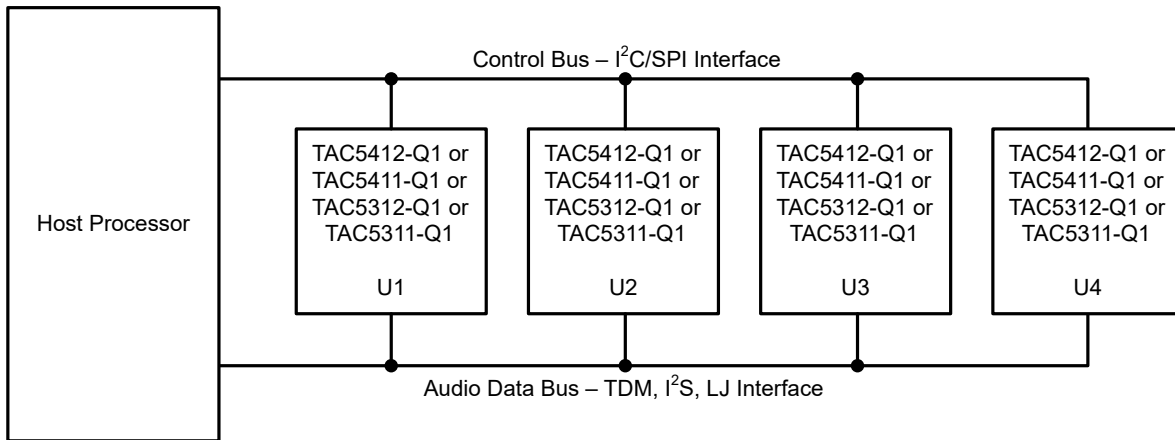 Control Bus – I²C/SPI Interface
Host Processor
TAC5412-Q1 or
TAC5411-Q1 or
TAC5312-Q1 or
TAC5311-Q1
U1
TAC5412-Q1 or
TAC5411-Q1 or
TAC5312-Q1 or
TAC5311-Q1
U2
TAC5412-Q1 or
TAC5411-Q1 or
TAC5312-Q1 or
TAC5311-Q1
U3
TAC5412-Q1 or
TAC5411-Q1 or
TAC5312-Q1 or
TAC5311-Q1
U4
Audio Data Bus – TDM, I²S, LJ Interface